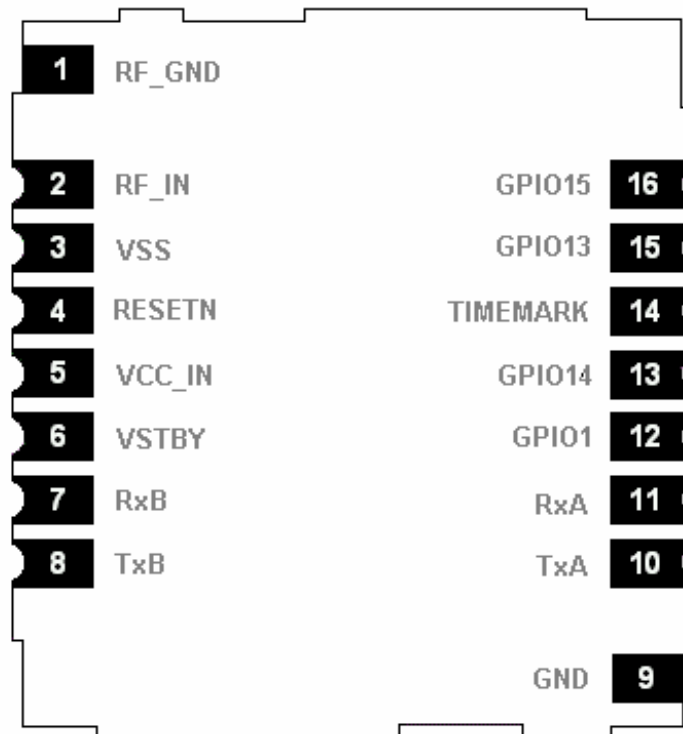 1 RF_GND
2 RF_IN GPIO15 16
3 VSS GPIO13 15
4 RESETN TIMEMARK 14
5 VCC_IN GPIO14 13
6 VSTBY GPIO1 12
7 RxB RxA 11
8 TxB TxA 10
GND 9